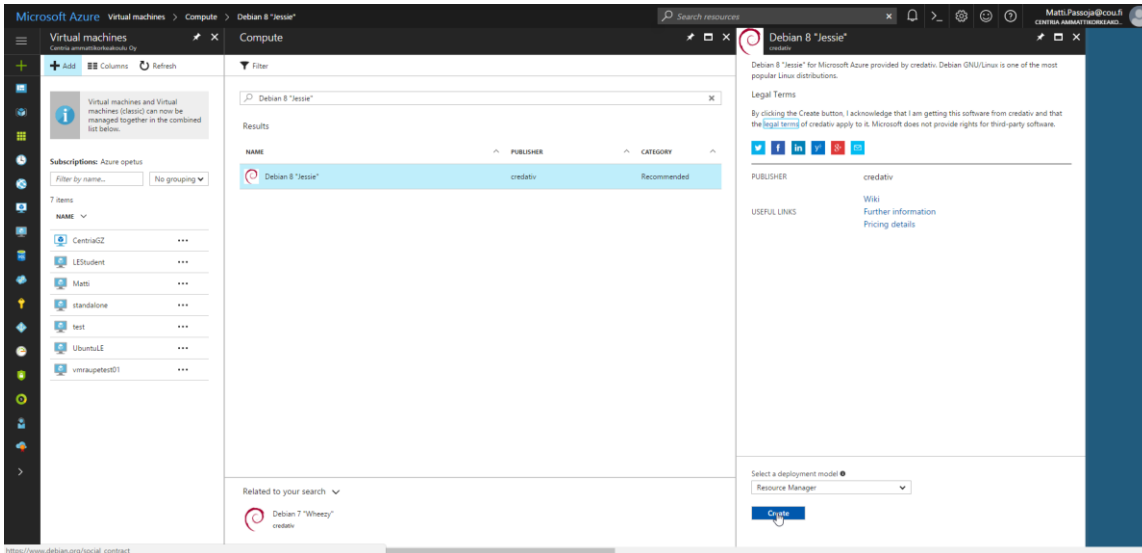 Microsoft Azure Virtual machines > Compute > Debian 8 "Jessie"
Search resources
Matti.Passoja@cou.fi
CENTRIA AMMATTIKORKEAKO...
Virtual machines
Centria ammattikorkeakoulu Oy
Add Columns Refresh
Virtual machines and Virtual
machines (classic) can now be
managed together in the combined
list below.
Subscriptions: Azure opetus
Filter by name... No grouping
7 items
NAME
CentriaGZ
LEStudent
Matti
standalone
test
UbuntuLE
vmraupetest01
Compute
Filter
Debian 8 "Jessie"
Results
NAME PUBLISHER CATEGORY
Debian 8 "Jessie" credativ Recommended
Related to your search
Debian 7 "Wheezy"
credativ
Debian 8 "Jessie"
credativ
Debian 8 "Jessie" for Microsoft Azure provided by credativ. Debian GNU/Linux is one of the most
popular Linux distributions.
Legal Terms
By clicking the Create button, I acknowledge that I am getting this software from credativ and that
the legal terms of credativ apply to it. Microsoft does not provide rights for third-party software.
PUBLISHER credativ
USEFUL LINKS
Wiki
Further information
Pricing details
Select a deployment model
Resource Manager
Create
https://www.debian.org/social_contract